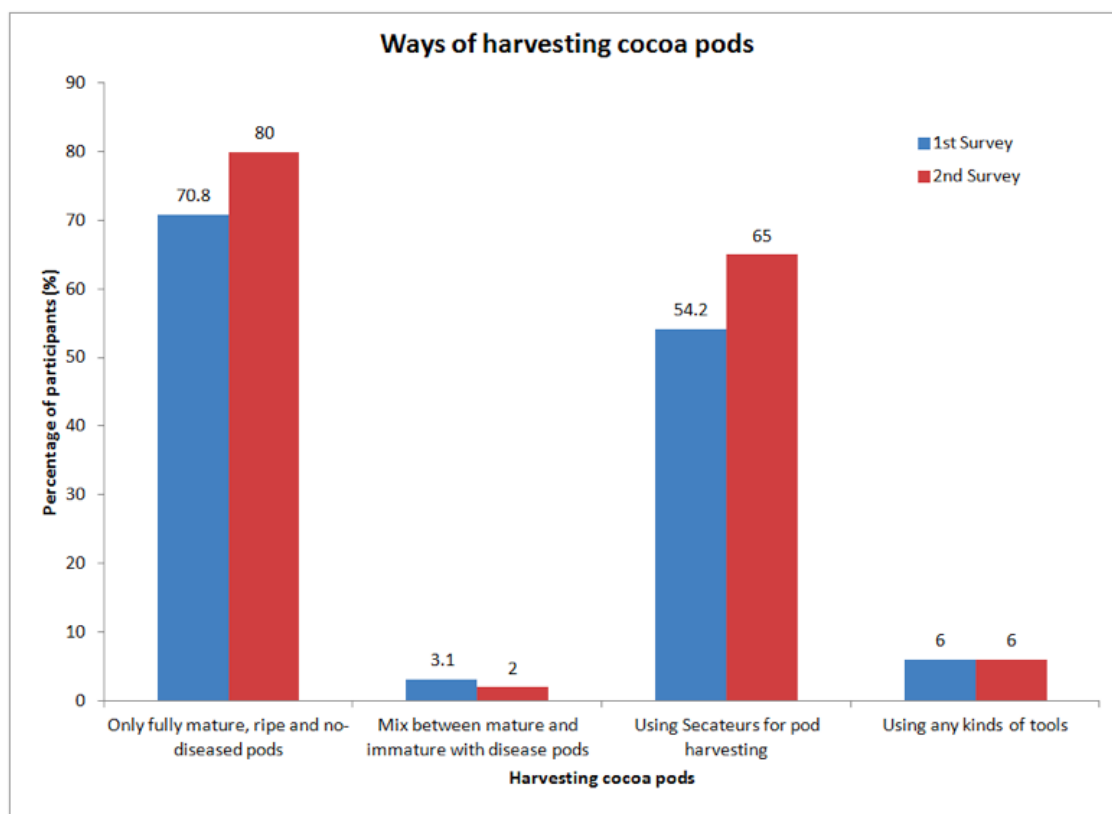 Ways of harvesting cocoa pods
90
80
70
60
50
40
30
20
10
0
Percentage of participants (%)
70.8
80
3.1
2
54.2
65
6
6
1st Survey
2nd Survey
Only fully mature, ripe and no-
diseased pods
Mix between mature and
immature with disease pods
Using Secateurs for pod
harvesting
Using any kinds of tools
Harvesting cocoa pods